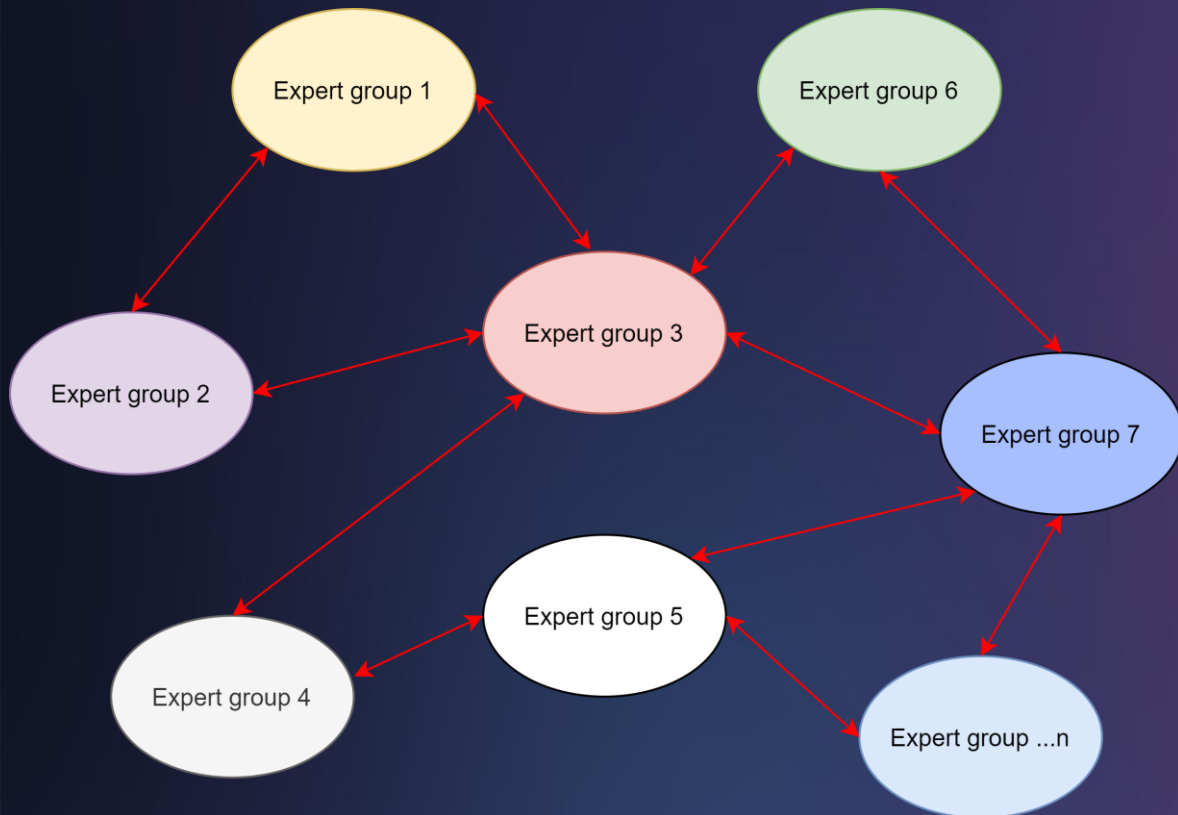 Expert group 1
Expert group 6
Expert group 3
Expert group 2
Expert group 7
Expert group 5
Expert group 4
Expert group ...n